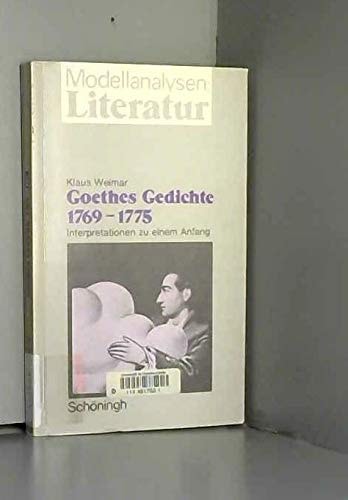 Modellanalysen:
Literatur
Klaus Weimar
Goethes Gedichte
1769–1775
Interpretationen zu einem Anfang
Schöningh